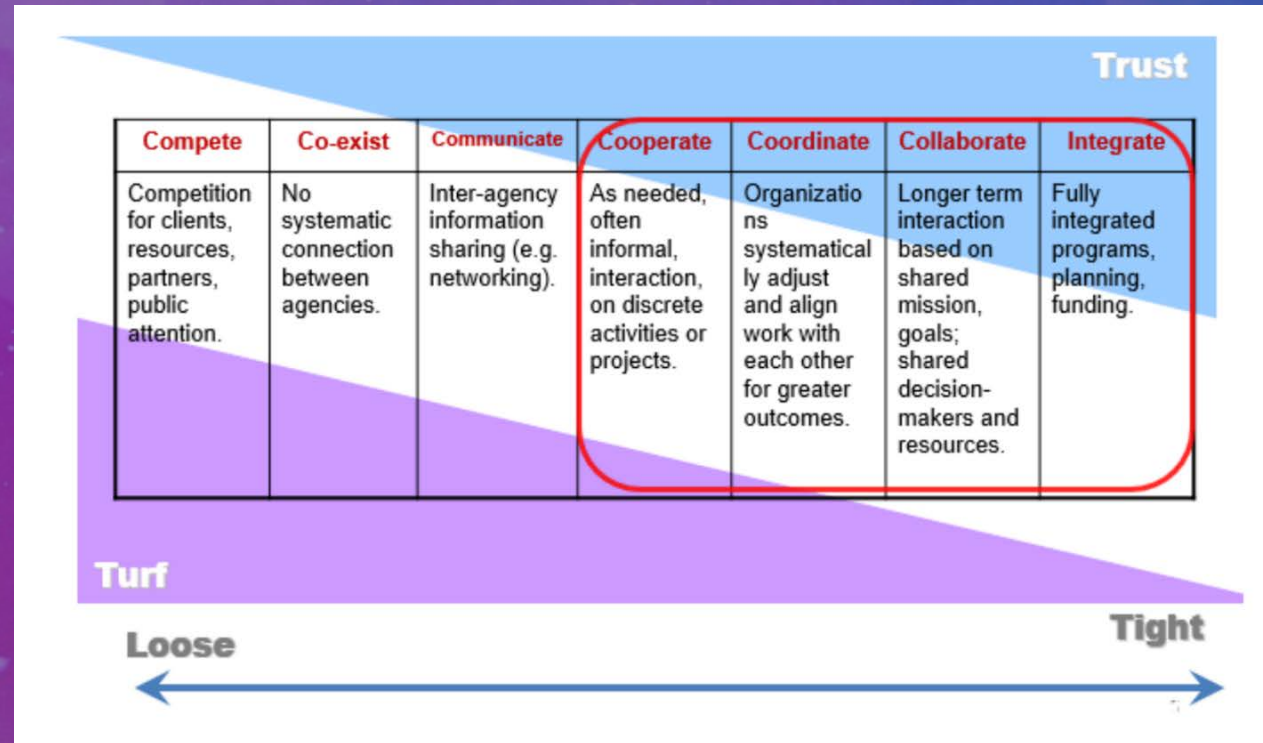 Trust
Compete
Competition
for clients,
resources,
partners,
public
attention.
Co-exist
No
systematic
connection
between
agencies.
Communicate
Inter-agency
information
sharing (e.g.
networking).
Cooperate
As needed,
often
informal,
interaction,
on discrete
activities or
projects.
Coordinate
Organizatio
ns
systematical
ly adjust
and align
work with
each other
for greater
outcomes.
Collaborate
Longer term
interaction
based on
shared
mission,
goals;
shared
decision-
makers and
resources.
Integrate
Fully
integrated
programs,
planning,
funding.
Turf
Loose
Tight